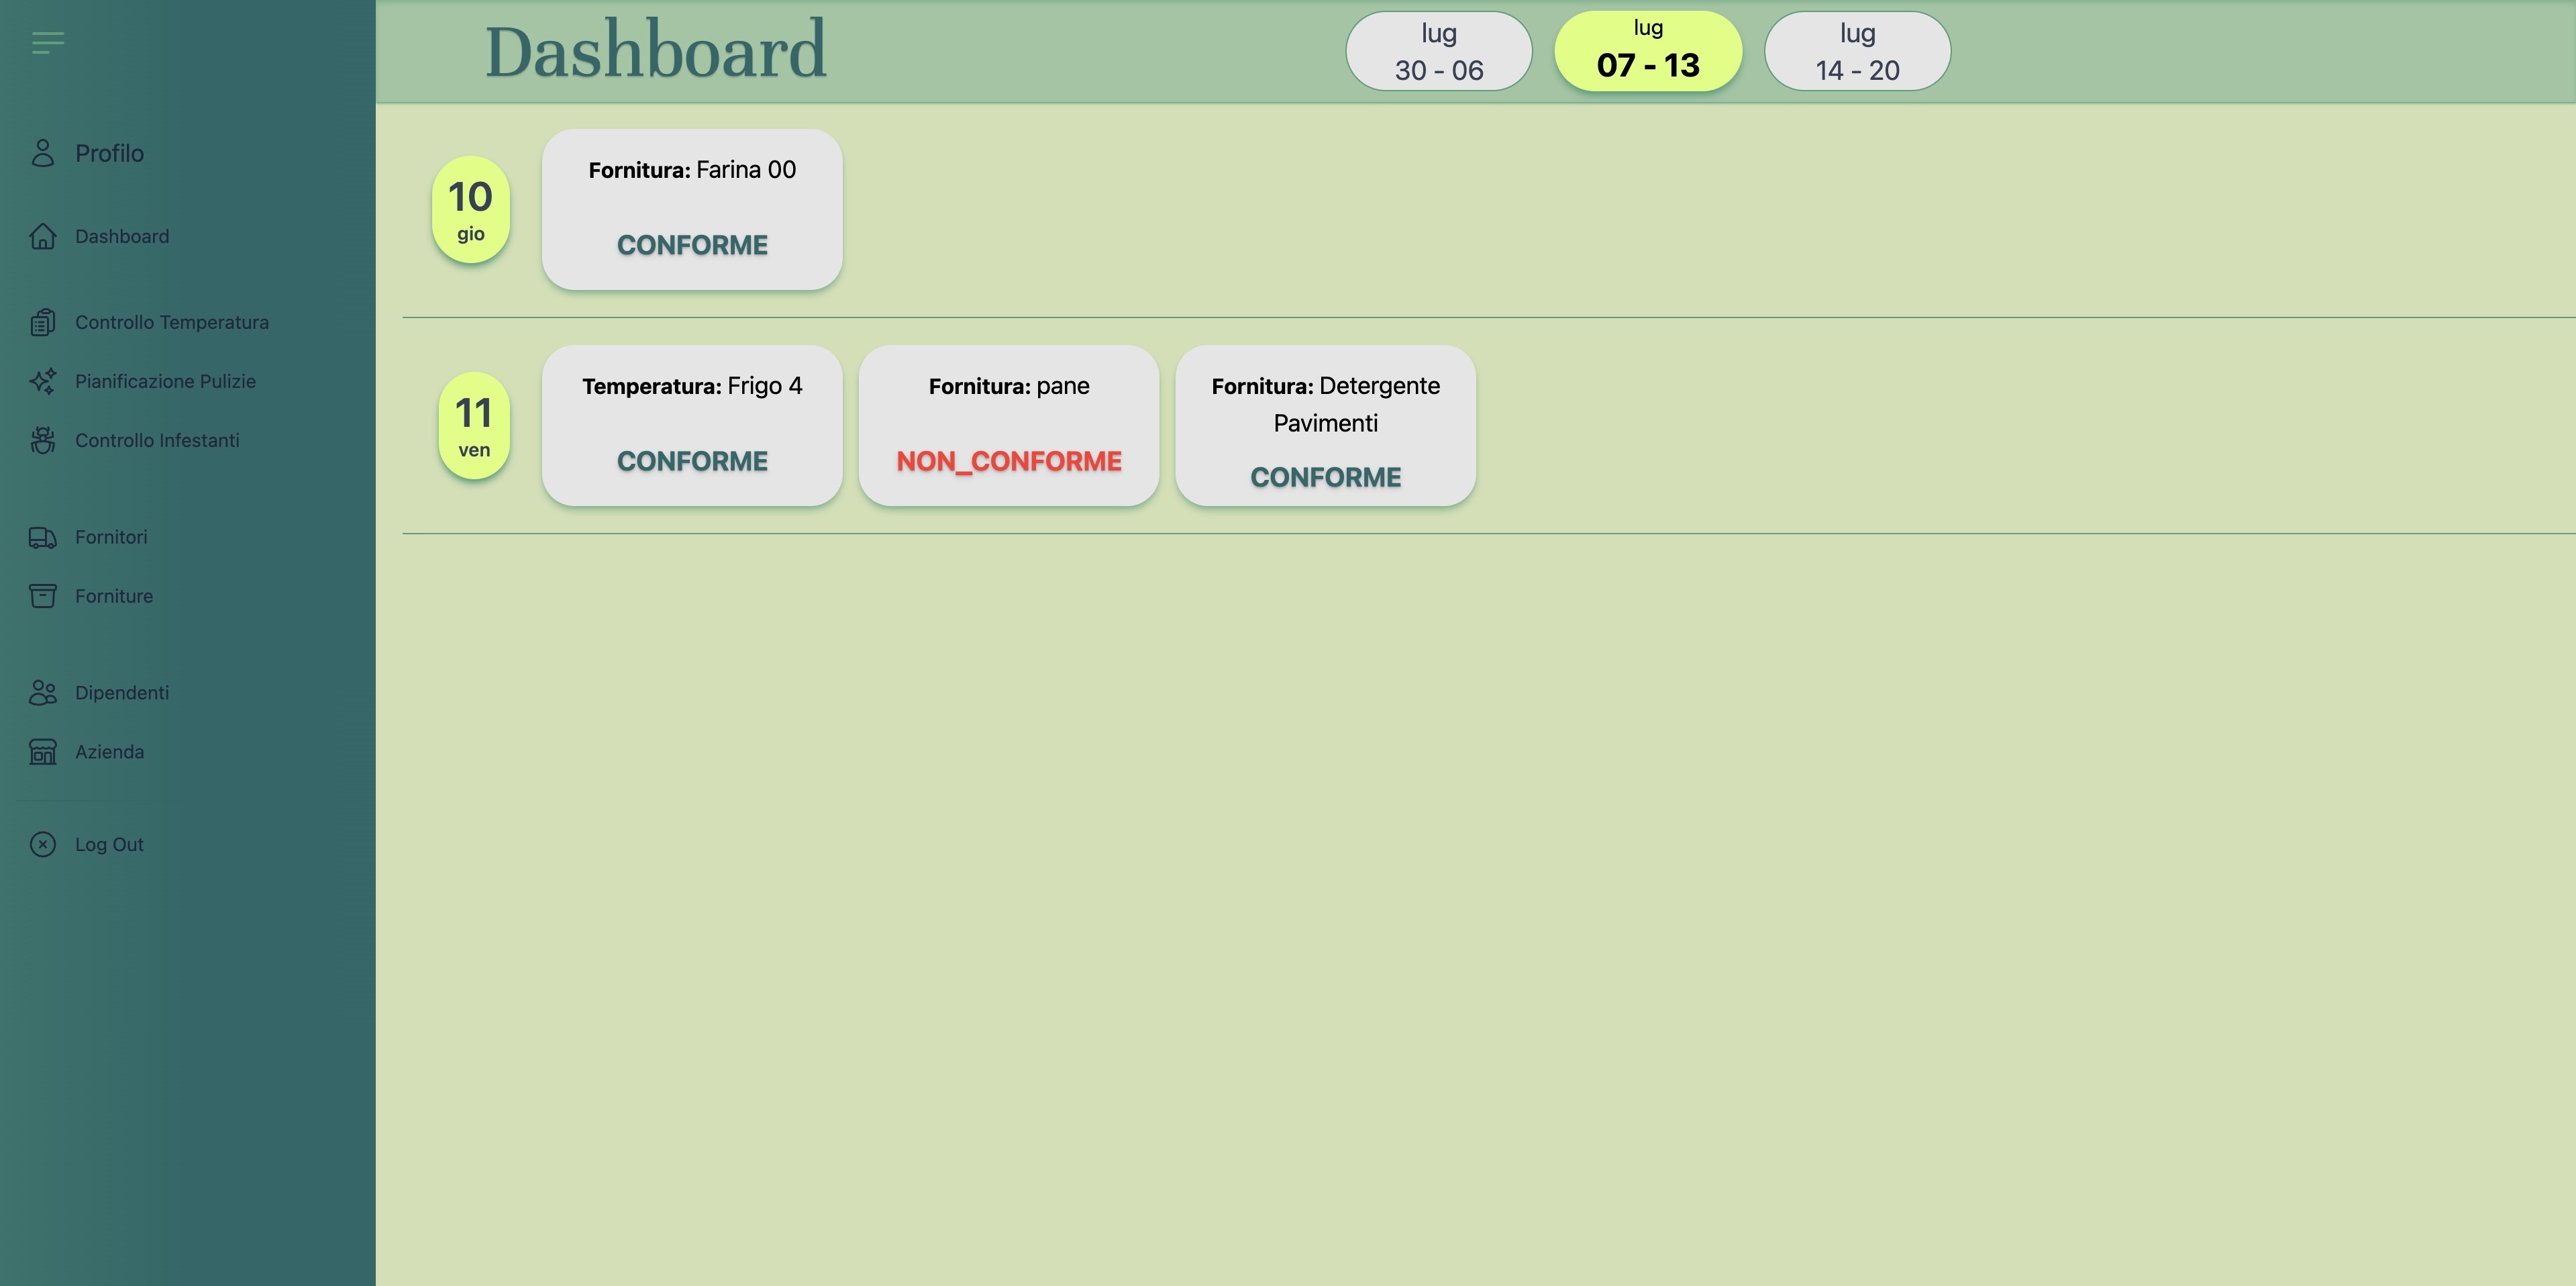 Dashboard
lug
30 - 06
lug
07 - 13
lug
14 - 20
Profilo
Dashboard
Controllo Temperatura
Pianificazione Pulizie
Controllo Infestanti
Fornitori
Forniture
Dipendenti
Azienda
Log Out
10
gio
Fornitura: Farina 00
CONFORME
11
ven
Temperatura: Frigo 4
CONFORME
Fornitura: pane
NON_CONFORME
Fornitura: Detergente
Pavimenti
CONFORME